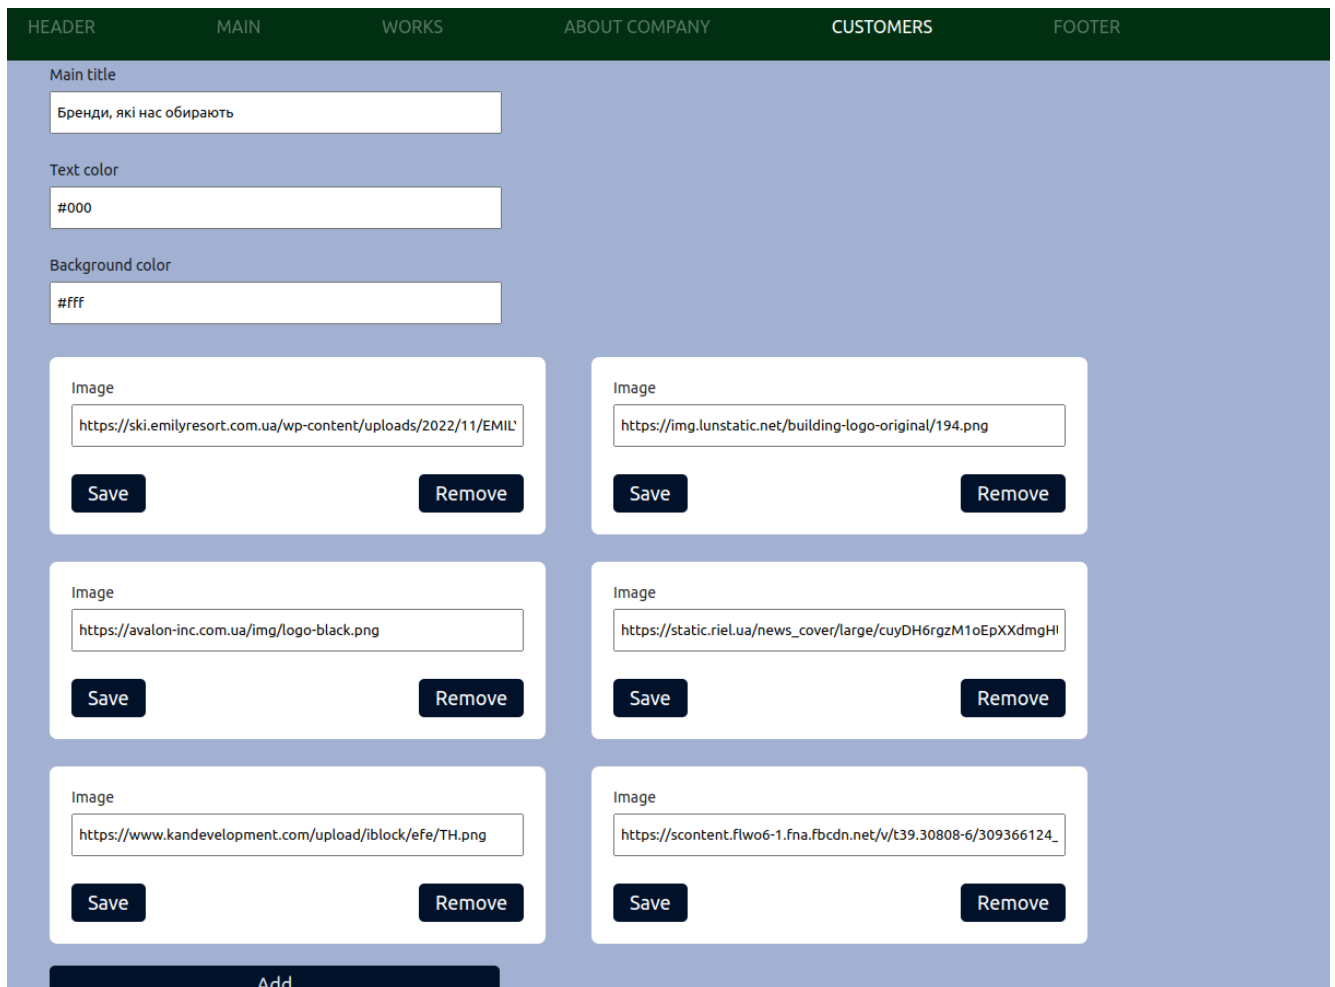 HEADER MAIN WORKS ABOUT COMPANY CUSTOMERS FOOTER
Main title
Бренди, які нас обирають
Text color
#000
Background color
#fff
Image
https://ski.emilyresort.com.ua/wp-content/uploads/2022/11/EMIL
Save Remove
Image
https://img.lunstatic.net/building-logo-original/194.png
Save Remove
Image
https://avalon-inc.com.ua/img/logo-black.png
Save Remove
Image
https://static.riel.ua/news_cover/large/cuyDH6rgzM1oEpXXdmgH
Save Remove
Image
https://www.kandevelopment.com/upload/iblock/efe/TH.png
Save Remove
Image
https://scontent.flwo6-1.fna.fbcdn.net/v/t39.30808-6/309366124_
Save Remove
Add